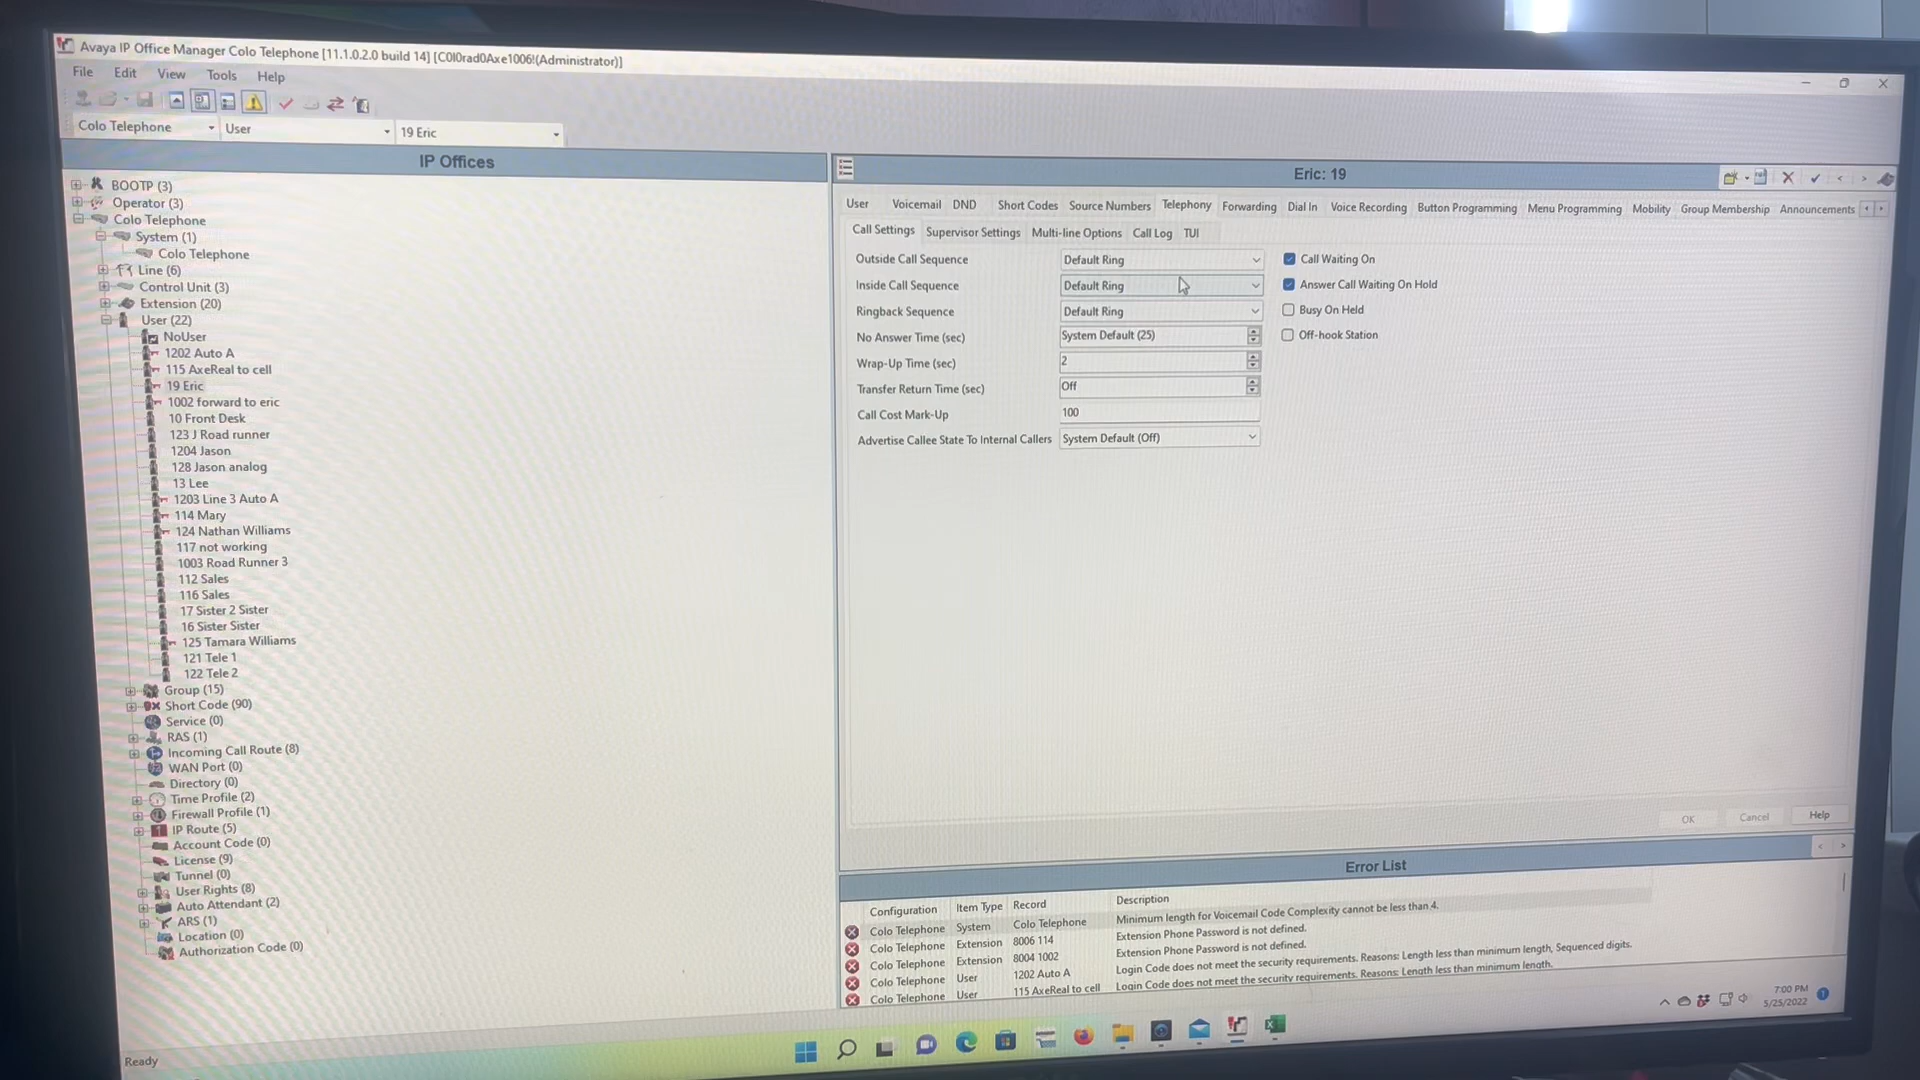 Avaya IP Office Manager Colo Telephone [11.1.0.2.0 build 14] [C0l0rad0Axe1006!(Administrator)]
File Edit View Tools Help
Colo Telephone User 19 Eric
IP Offices
BOOTP (3)
Operator (3)
Colo Telephone
System (1)
Colo Telephone
Line (6)
Control Unit (3)
Extension (20)
User (22)
NoUser
1202 Auto A
115 AxeReal to cell
19 Eric
1002 forward to eric
10 Front Desk
123 J Road runner
1204 Jason
128 Jason analog
13 Lee
1203 Line 3 Auto A
114 Mary
124 Nathan Williams
117 not working
1003 Road Runner 3
112 Sales
116 Sales
17 Sister 2 Sister
16 Sister Sister
125 Tamara Williams
121 Tele 1
122 Tele 2
Group (15)
Short Code (90)
Service (0)
RAS (1)
Incoming Call Route (8)
WAN Port (0)
Directory (0)
Time Profile (2)
Firewall Profile (1)
IP Route (5)
Account Code (0)
License (9)
Tunnel (0)
User Rights (8)
Auto Attendant (2)
ARS (1)
Location (0)
Authorization Code (0)
Ready
Eric: 19
User Voicemail DND Short Codes Source Numbers Telephony Forwarding Dial In Voice Recording Button Programming Menu Programming Mobility Group Membership Announcements
Call Settings Supervisor Settings Multi-line Options Call Log TUI
Outside Call Sequence Default Ring Call Waiting On
Inside Call Sequence Default Ring Answer Call Waiting On Hold
Ringback Sequence Default Ring Busy On Held
No Answer Time (sec) System Default (25) Off-hook Station
Wrap-Up Time (sec) 2
Transfer Return Time (sec) Off
Call Cost Mark-Up 100
Advertise Callee State To Internal Callers System Default (Off)
OK Cancel Help
Error List
Configuration Item Type Record Description
Colo Telephone System Colo Telephone Minimum length for Voicemail Code Complexity cannot be less than 4.
Colo Telephone Extension 8006 114 Extension Phone Password is not defined.
Colo Telephone Extension 8004 1002 Extension Phone Password is not defined.
Colo Telephone User 1202 Auto A Login Code does not meet the security requirements. Reasons: Length less than minimum length, Sequenced digits.
Colo Telephone User 115 AxeReal to cell Login Code does not meet the security requirements. Reasons: Length less than minimum length.
7:00 PM
5/25/2022
1